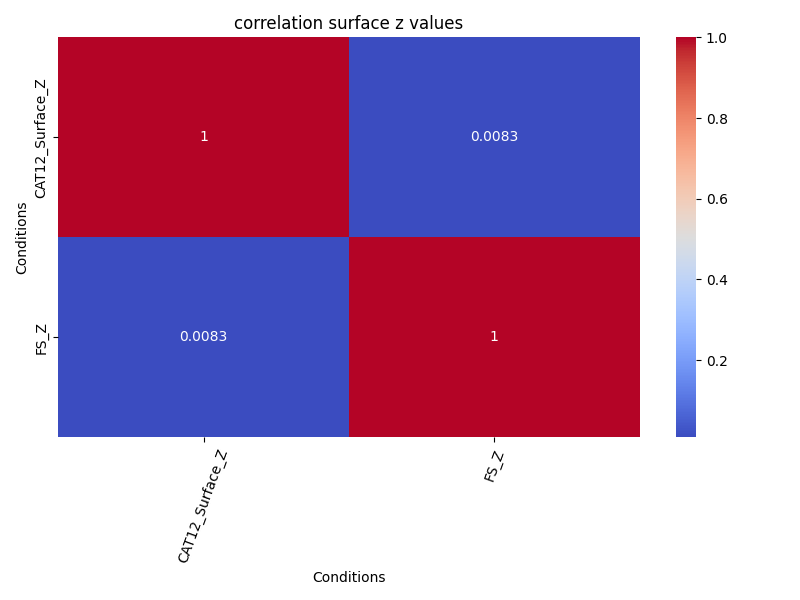 correlation surface z values
CAT12_Surface_Z
1
0.0083
FS_Z
0.0083
1
Conditions
CAT12_Surface_Z
FS_Z
Conditions
1.0
0.8
0.6
0.4
0.2